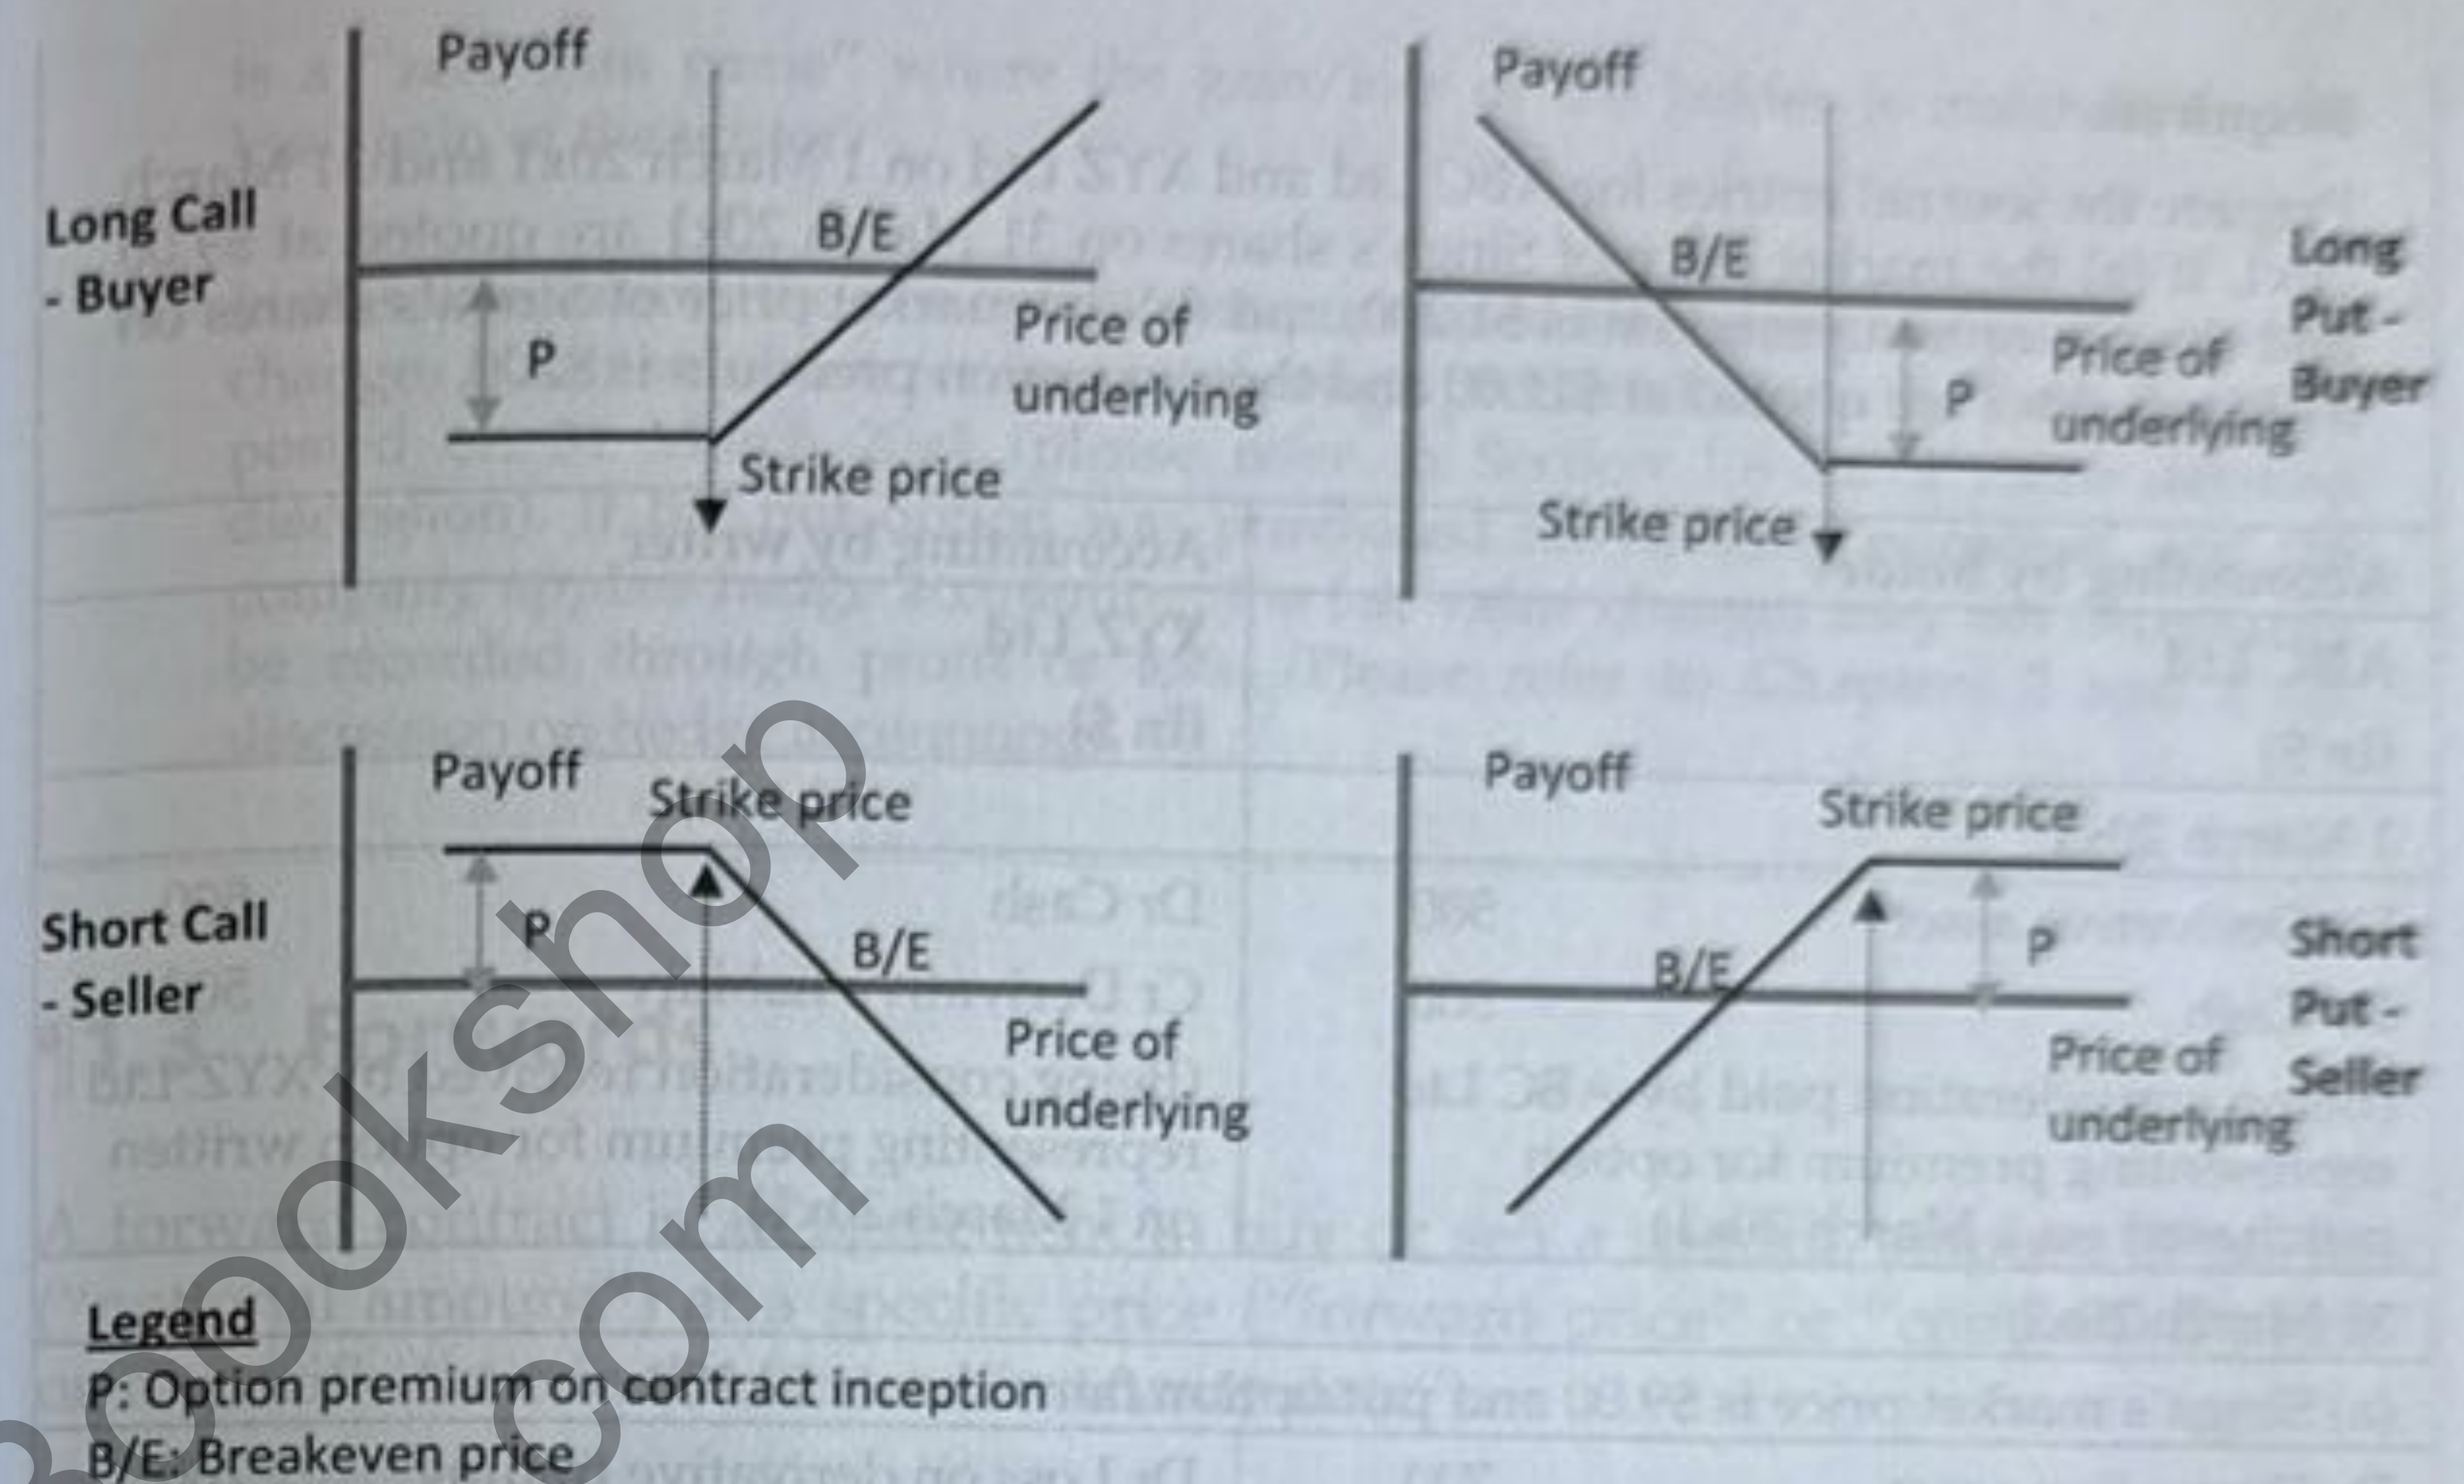 Payoff
Long Call
- Buyer
B/E
P
Price of
underlying
Strike price
Payoff
B/E
Long
Put -
Buyer
Price of
underlying
P
Strike price
Payoff
Strike price
Short Call
- Seller
P
B/E
Price of
underlying
Payoff
Strike price
Short
Put -
Seller
P
B/E
Price of
underlying
Legend
P: Option premium on contract inception
B/E: Breakeven price
Bookshop
com